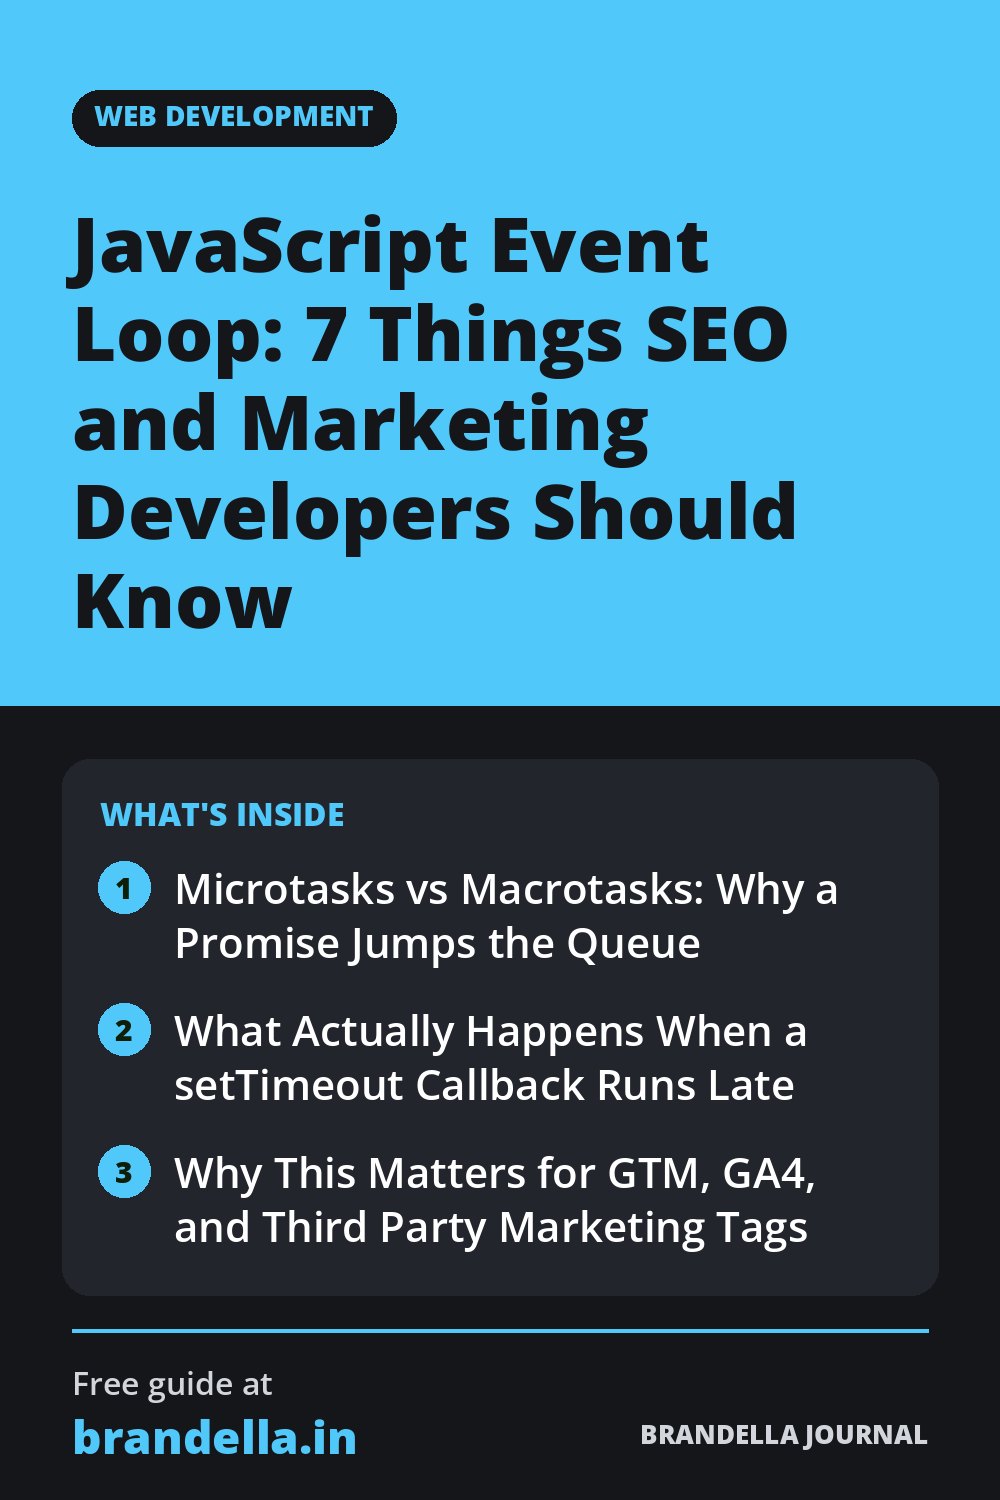 WEB DEVELOPMENT
JavaScript Event
Loop: 7 Things SEO
and Marketing
Developers Should
Know
WHAT'S INSIDE
1 Microtasks vs Macrotasks: Why a
Promise Jumps the Queue
2 What Actually Happens When a
setTimeout Callback Runs Late
3 Why This Matters for GTM, GA4,
and Third Party Marketing Tags
Free guide at
brandella.in
BRANDELLA JOURNAL